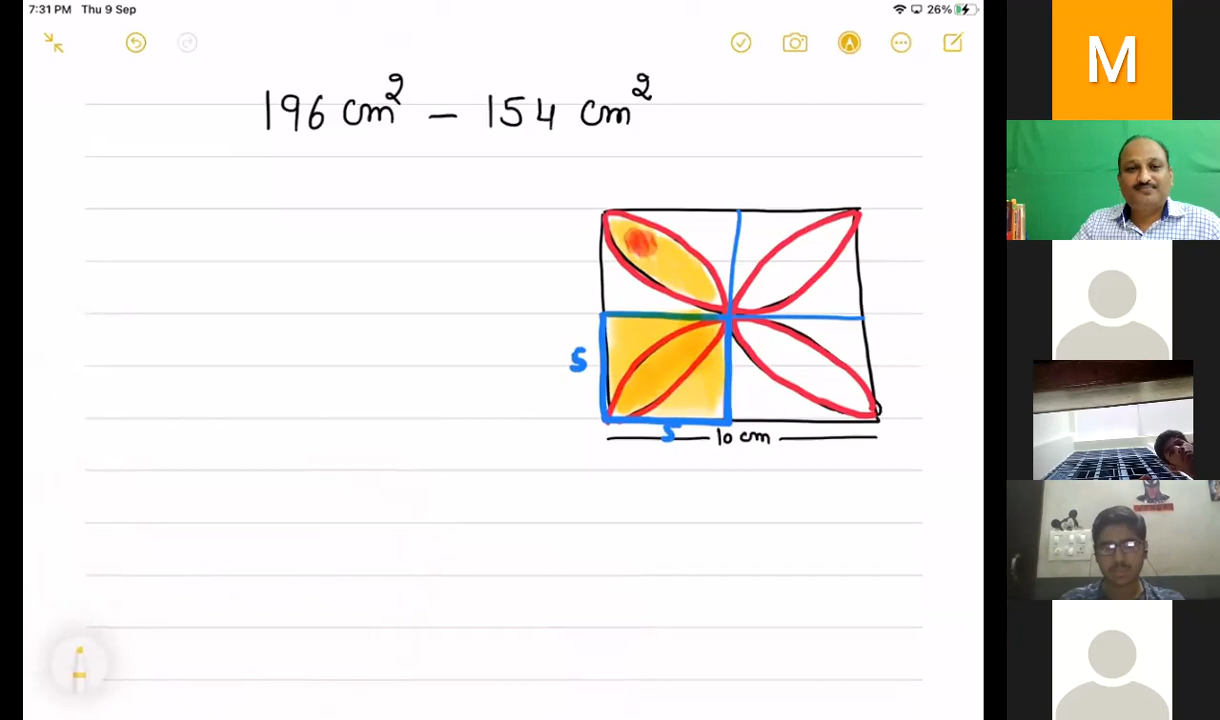 7:31 PM Thu 9 Sep
26%
196 cm² – 154 cm²
5
5
10 cm
M